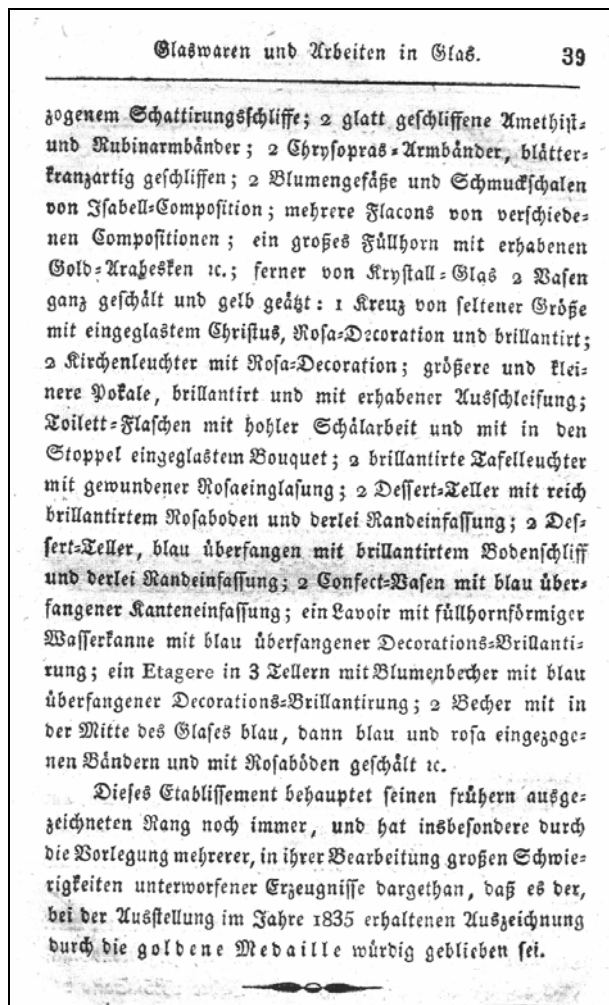 Glaswaren und Arbeiten in Glas. 39
zogenem Schattirungsschliffe; 2 glatt geschliffene Amethist-
und Rubinarmbänder; 2 Chrysopras-Armbänder, blätter-
kranzartig geschliffen; 2 Blumengefäße und Schmuckschalen
von Isabell-Composition; mehrere Flacons von verschiede-
nen Compositionen; ein großes Füllhorn mit erhabenen
Gold-Arabesken ꝛc.; ferner von Krystall-Glas 2 Vasen
ganz geschält und gelb geätzt: 1 Kreuz von seltener Größe
mit eingeglastem Christus, Rosa-Decoration und brillantirt;
2 Kirchenleuchter mit Rosa-Decoration; größere und klei-
nere Pokale, brillantirt und mit erhabener Ausschleifung;
Toilett-Flaschen mit hohler Schälarbeit und mit in den
Stoppel eingeglastem Bouquet; 2 brillantirte Tafelleuchter
mit gewundener Rosaeinglasung; 2 Dessert-Teller mit reich
brillantirtem Rosaboden und derlei Randeinfassung; 2 Des-
sert-Teller, blau überfangen mit brillantirtem Bodenschliff
und derlei Randeinfassung; 2 Confect-Vasen mit blau über-
fangener Kanteneinfassung; ein Lavoir mit füllhornförmiger
Wasserkanne mit blau überfangener Decorations-Brillanti-
rung; ein Etagere in 3 Tellern mit Blumenbecher mit blau
überfangener Decorations-Brillantirung; 2 Becher mit in
der Mitte des Glases blau, dann blau und rosa eingezoge-
nen Bändern und mit Rosaböden geschält ꝛc.
Dieses Etablissement behauptet seinen frühern ausge-
zeichneten Rang noch immer, und hat insbesondere durch
die Vorlegung mehrerer, in ihrer Bearbeitung großen Schwie-
rigkeiten unterworfener Erzeugnisse dargethan, daß es der,
bei der Ausstellung im Jahre 1835 erhaltenen Auszeichnung
durch die goldene Medaille würdig geblieben sei.